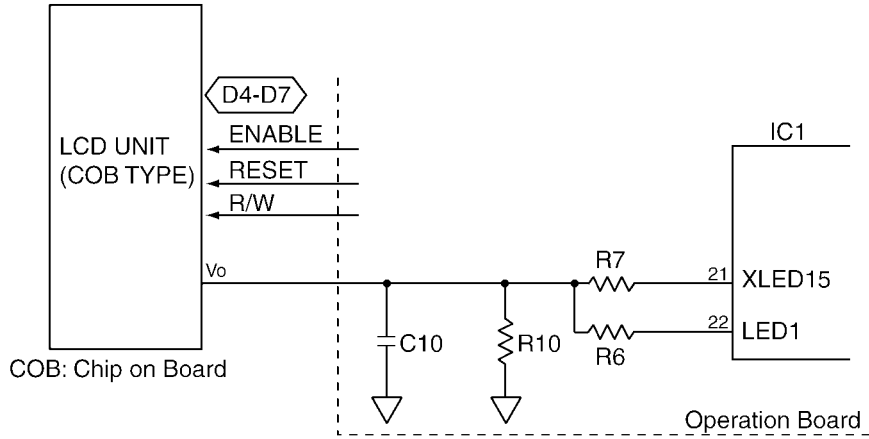 D4-D7
LCD UNIT
(COB TYPE)
ENABLE
RESET
R/W
IC1
Vo
R7
21
XLED15
C10
R10
22
LED1
R6
COB: Chip on Board
Operation Board